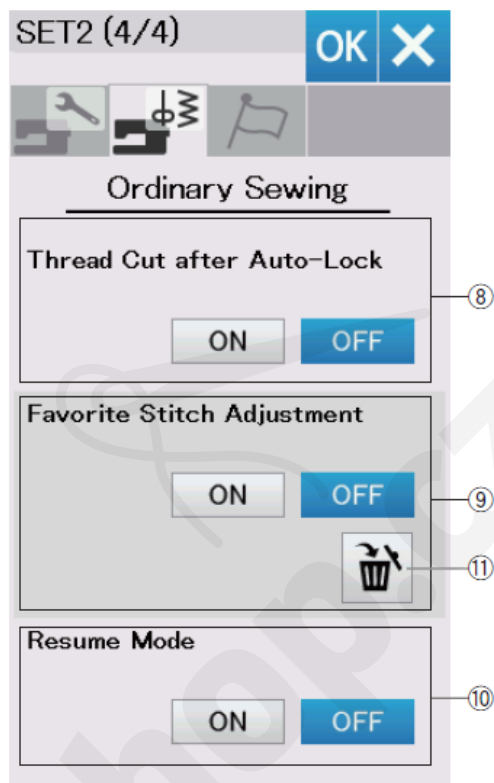 SET2 (4/4)
OK
Ordinary Sewing
Thread Cut after Auto-Lock
ON OFF
⑧
Favorite Stitch Adjustment
ON OFF
⑨
⑪
Resume Mode
ON OFF
⑩